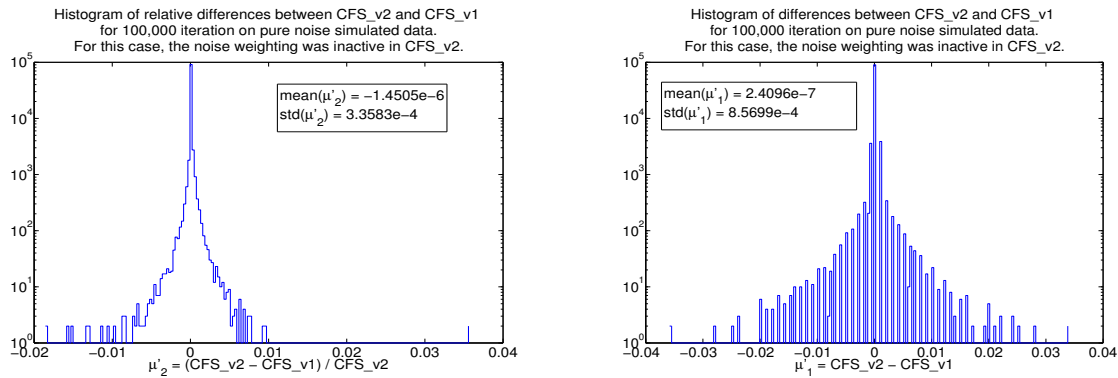 Histogram of relative differences between CFS_v2 and CFS_v1
for 100,000 iteration on pure noise simulated data.
For this case, the noise weighting was inactive in CFS_v2.
10^5
10^4
10^3
10^2
10^1
10^0
mean(μ'_2) = −1.4505e−6
std(μ'_2) = 3.3583e−4
−0.02 −0.01 0 0.01 0.02 0.03 0.04
μ'_2 = (CFS_v2 − CFS_v1) / CFS_v2
Histogram of differences between CFS_v2 and CFS_v1
for 100,000 iteration on pure noise simulated data.
For this case, the noise weighting was inactive in CFS_v2.
10^5
10^4
10^3
10^2
10^1
10^0
mean(μ'_1) = 2.4096e−7
std(μ'_1) = 8.5699e−4
−0.04 −0.03 −0.02 −0.01 0 0.01 0.02 0.03 0.04
μ'_1 = CFS_v2 − CFS_v1